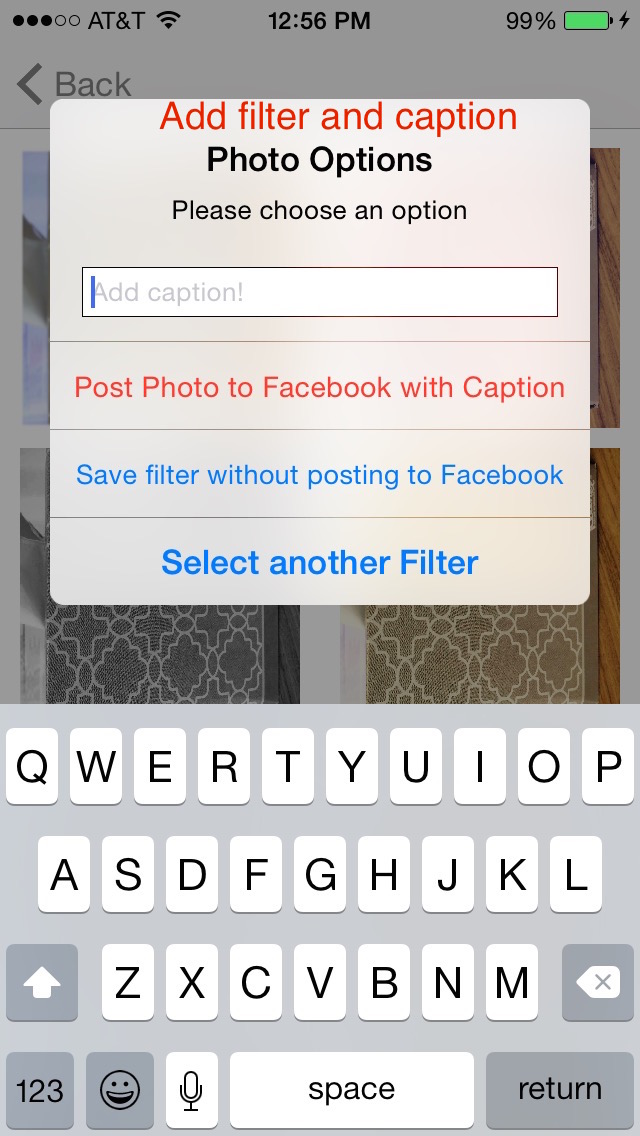 AT&T 12:56 PM 99%
Back
Add filter and caption
Photo Options
Please choose an option
Add caption!
Post Photo to Facebook with Caption
Save filter without posting to Facebook
Select another Filter
Q W E R T Y U I O P
A S D F G H J K L
Z X C V B N M
123 space return